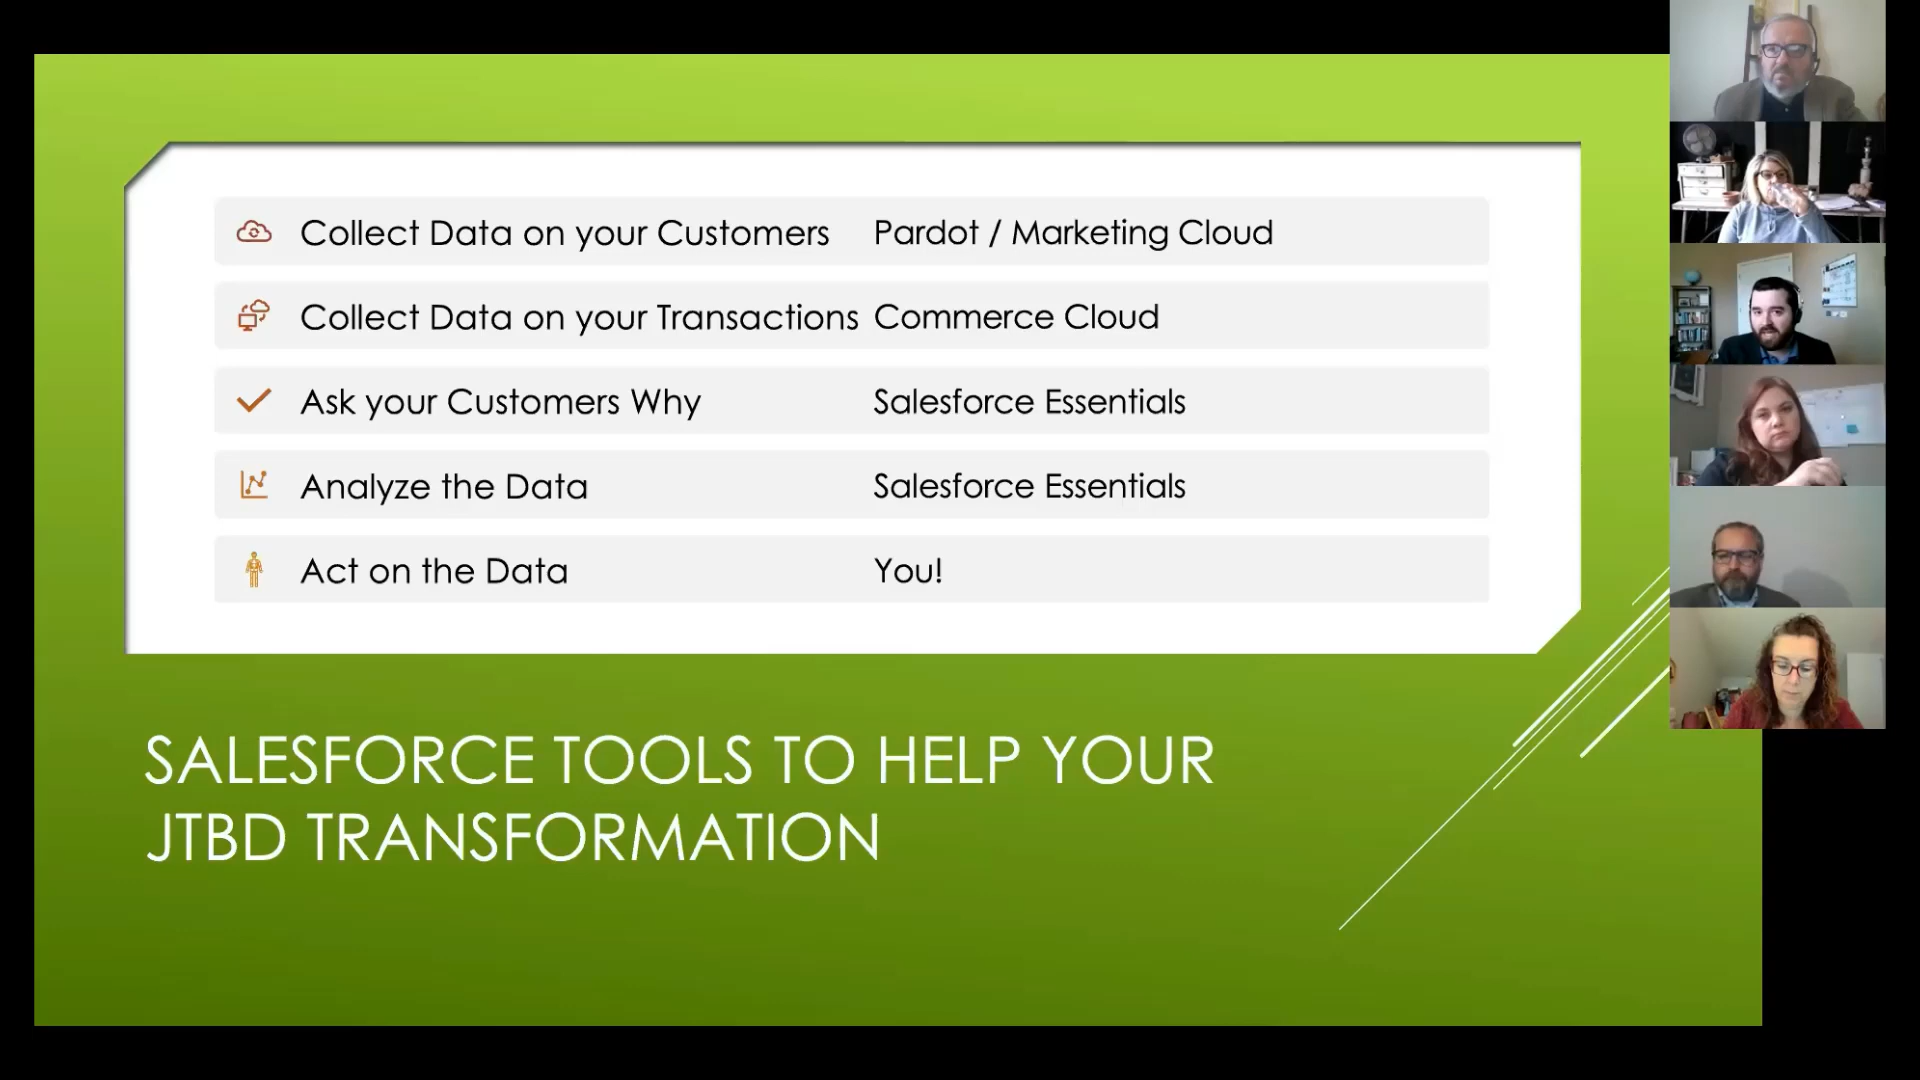 Collect Data on your Customers Pardot / Marketing Cloud
Collect Data on your Transactions Commerce Cloud
Ask your Customers Why Salesforce Essentials
Analyze the Data Salesforce Essentials
Act on the Data You!
SALESFORCE TOOLS TO HELP YOUR
JTBD TRANSFORMATION